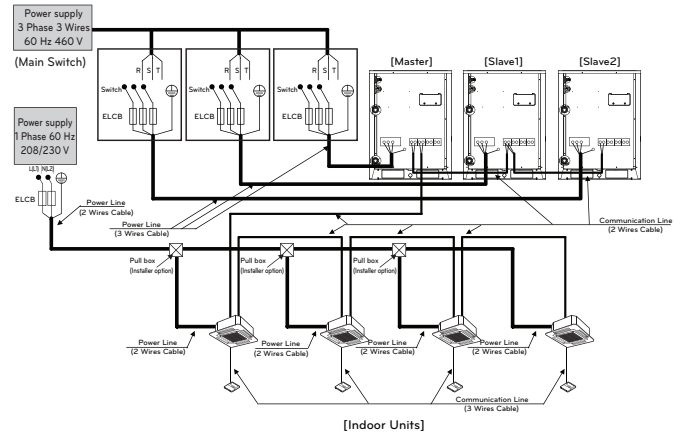 Power supply
3 Phase 3 Wires
60 Hz 460 V
(Main Switch)
R S T
Switch
ELCB
R S T
Switch
ELCB
R S T
Switch
ELCB
[Master]
[Slave1]
[Slave2]
Power supply
1 Phase 60 Hz
208/230 V
L(L1) N(L2)
ELCB
Power Line
(2 Wires Cable)
Power Line
(3 Wires Cable)
Communication Line
(2 Wires Cable)
Pull box
(Installer option)
Pull box
(Installer option)
Pull box
(Installer option)
Power Line
(2 Wires Cable)
Power Line
(2 Wires Cable)
Power Line
(2 Wires Cable)
Power Line
(2 Wires Cable)
Communication Line
(3 Wires Cable)
[Indoor Units]